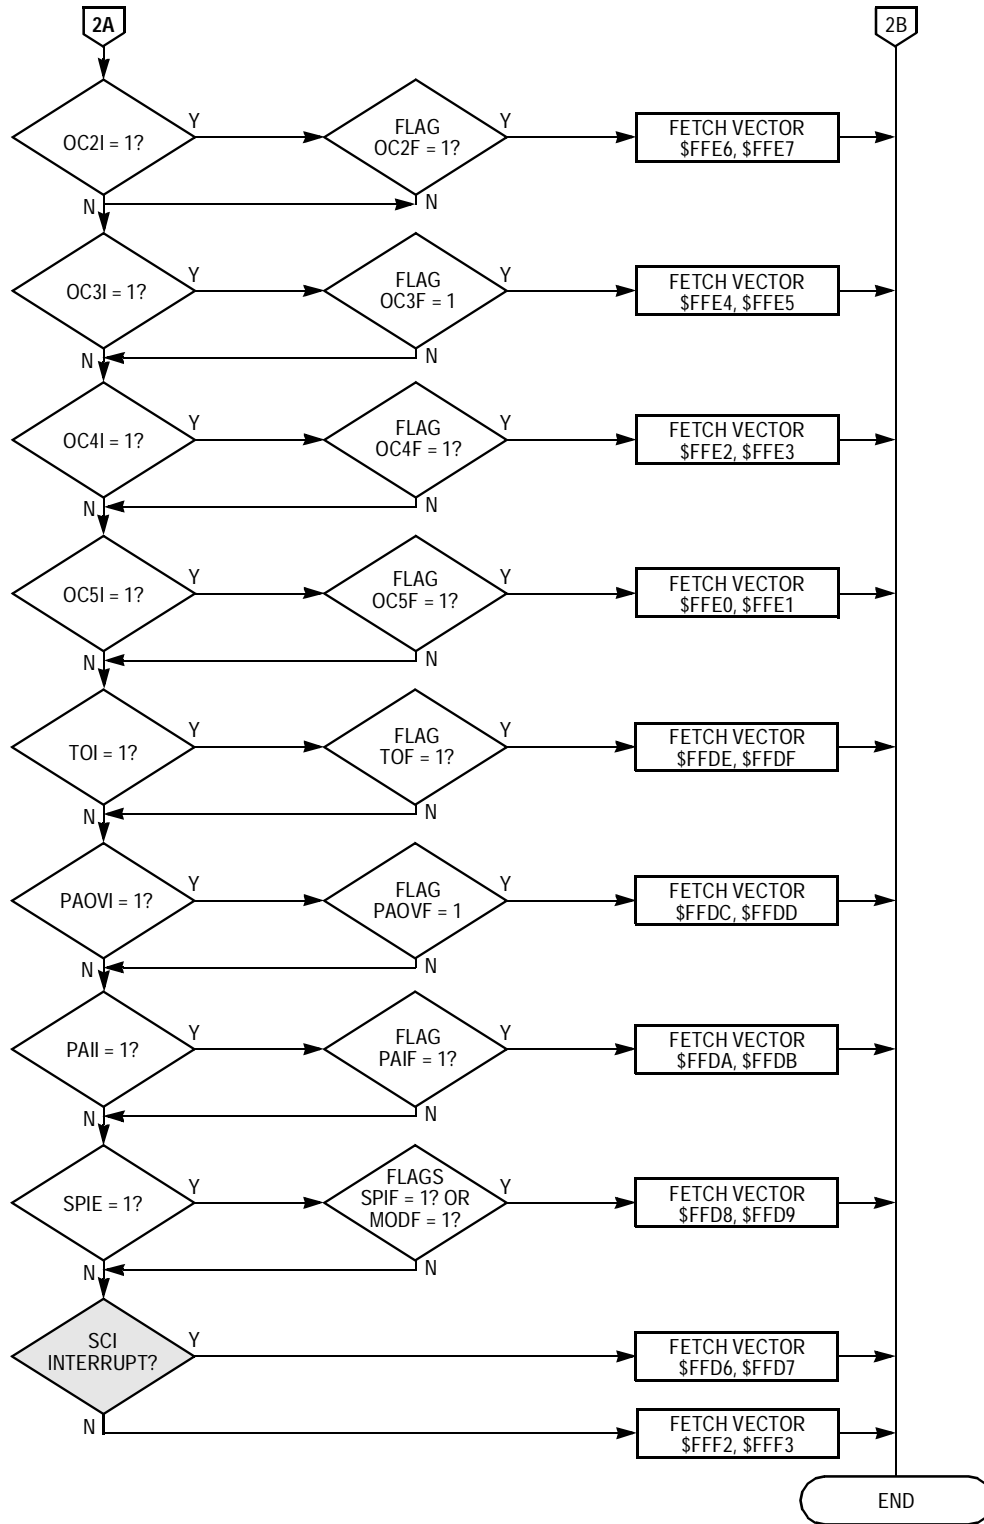 2A
2B
OC2I = 1?
Y
FLAG
OC2F = 1?
Y
FETCH VECTOR
$FFE6, $FFE7
N
N
OC3I = 1?
Y
FLAG
OC3F = 1
Y
FETCH VECTOR
$FFE4, $FFE5
N
N
OC4I = 1?
Y
FLAG
OC4F = 1?
Y
FETCH VECTOR
$FFE2, $FFE3
N
N
OC5I = 1?
Y
FLAG
OC5F = 1?
Y
FETCH VECTOR
$FFE0, $FFE1
N
N
TOI = 1?
Y
FLAG
TOF = 1?
Y
FETCH VECTOR
$FFDE, $FFDF
N
N
PAOVI = 1?
Y
FLAG
PAOVF = 1
Y
FETCH VECTOR
$FFDC, $FFDD
N
N
PAII = 1?
Y
FLAG
PAIF = 1?
Y
FETCH VECTOR
$FFDA, $FFDB
N
N
SPIE = 1?
Y
FLAGS
SPIF = 1? OR
MODF = 1?
Y
FETCH VECTOR
$FFD8, $FFD9
N
N
SCI
INTERRUPT?
Y
FETCH VECTOR
$FFD6, $FFD7
N
FETCH VECTOR
$FFF2, $FFF3
END